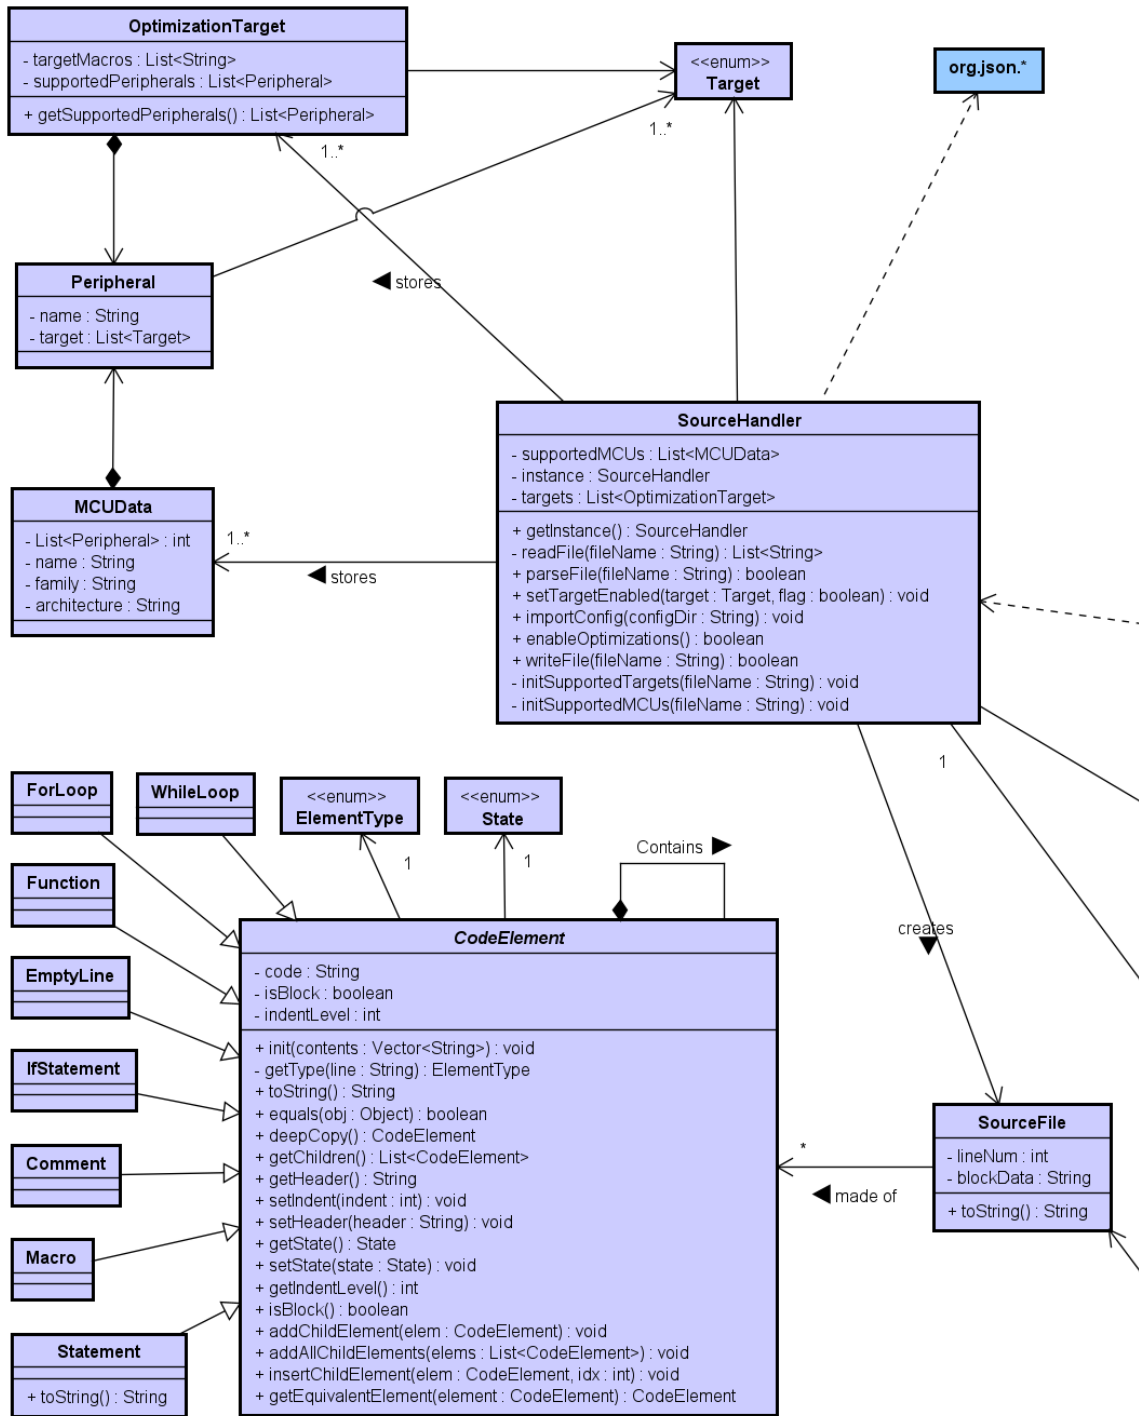 OptimizationTarget
- targetMacros : List<String>
- supportedPeripherals : List<Peripheral>
+ getSupportedPeripherals() : List<Peripheral>
<<enum>>
Target
org.json.*
1..*
1..*
stores
Peripheral
- name : String
- target : List<Target>
MCUData
- List<Peripheral> : int
- name : String
- family : String
- architecture : String
1..*
stores
SourceHandler
- supportedMCUs : List<MCUData>
- instance : SourceHandler
- targets : List<OptimizationTarget>
+ getInstance() : SourceHandler
- readFile(fileName : String) : List<String>
+ parseFile(fileName : String) : boolean
+ setTargetEnabled(target : Target, flag : boolean) : void
+ importConfig(configDir : String) : void
+ enableOptimizations() : boolean
+ writeFile(fileName : String) : boolean
- initSupportedTargets(fileName : String) : void
- initSupportedMCUs(fileName : String) : void
1
creates
ForLoop
WhileLoop
<<enum>>
ElementType
<<enum>>
State
1
1
Contains
Function
EmptyLine
IfStatement
Comment
Macro
Statement
+ toString() : String
CodeElement
- code : String
- isBlock : boolean
- indentLevel : int
+ init(contents : Vector<String>) : void
- getType(line : String) : ElementType
+ toString() : String
+ equals(obj : Object) : boolean
+ deepCopy() : CodeElement
+ getChildren() : List<CodeElement>
+ getHeader() : String
+ setIndent(indent : int) : void
+ setHeader(header : String) : void
+ getState() : State
+ setState(state : State) : void
+ getIndentLevel() : int
+ isBlock() : boolean
+ addChildElement(elem : CodeElement) : void
+ addAllChildElements(elems : List<CodeElement>) : void
+ insertChildElement(elem : CodeElement, idx : int) : void
+ getEquivalentElement(element : CodeElement) : CodeElement
*
made of
SourceFile
- lineNum : int
- blockData : String
+ toString() : String